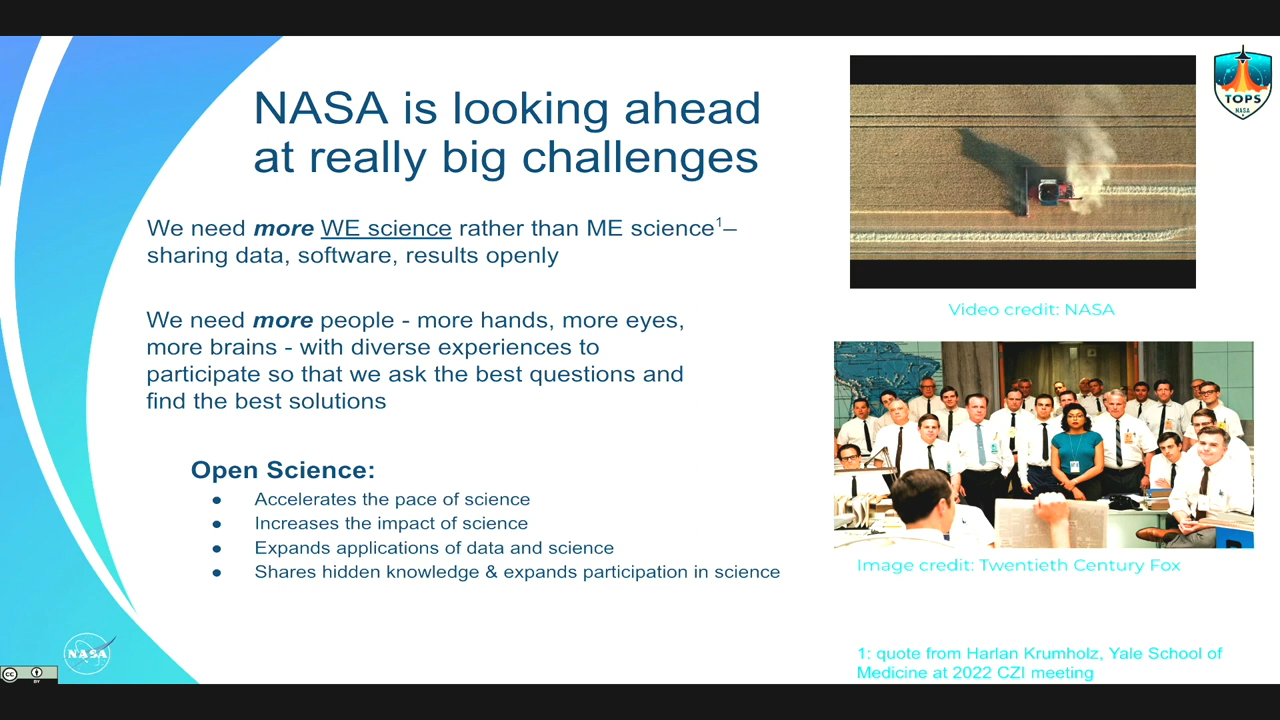 NASA is looking ahead
at really big challenges
We need more WE science rather than ME science1–
sharing data, software, results openly
We need more people - more hands, more eyes,
more brains - with diverse experiences to
participate so that we ask the best questions and
find the best solutions
Open Science:
● Accelerates the pace of science
● Increases the impact of science
● Expands applications of data and science
● Shares hidden knowledge & expands participation in science
TOPS
NASA
Video credit: NASA
Image credit: Twentieth Century Fox
1: quote from Harlan Krumholz, Yale School of
Medicine at 2022 CZI meeting
NASA
cc
BY